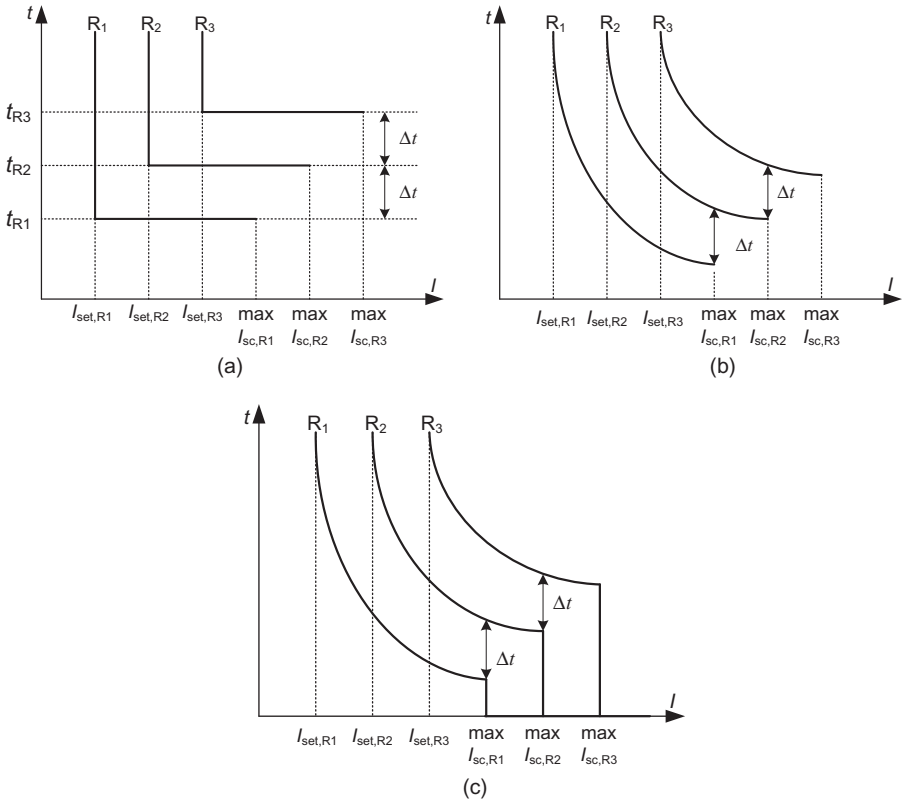 t
R1 R2 R3
tR3
Δt
tR2
Δt
tR1
I
Iset,R1 Iset,R2 Iset,R3 max Isc,R1 max Isc,R2 max Isc,R3
(a)
t
R1 R2 R3
Δt
Δt
I
Iset,R1 Iset,R2 Iset,R3 max Isc,R1 max Isc,R2 max Isc,R3
(b)
t
R1 R2 R3
Δt
Δt
I
Iset,R1 Iset,R2 Iset,R3 max Isc,R1 max Isc,R2 max Isc,R3
(c)